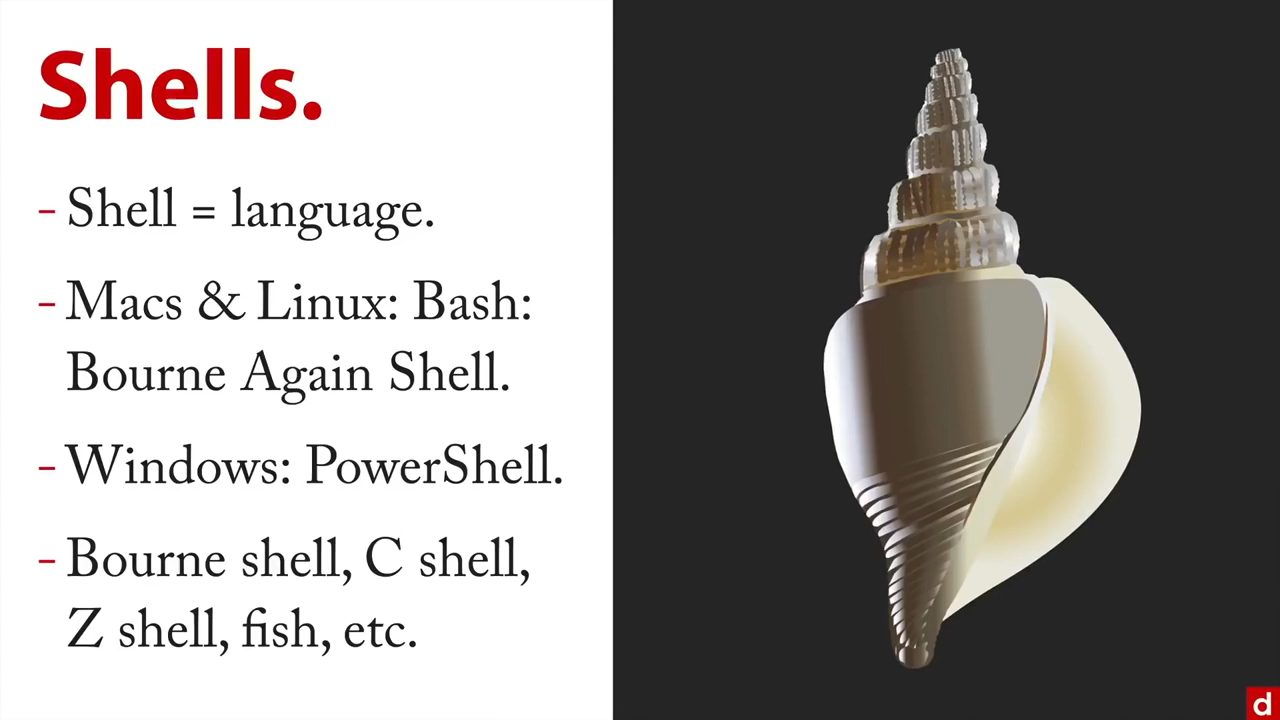 Shells.
- Shell = language.
- Macs & Linux: Bash:
Bourne Again Shell.
- Windows: PowerShell.
- Bourne shell, C shell,
Z shell, fish, etc.
d